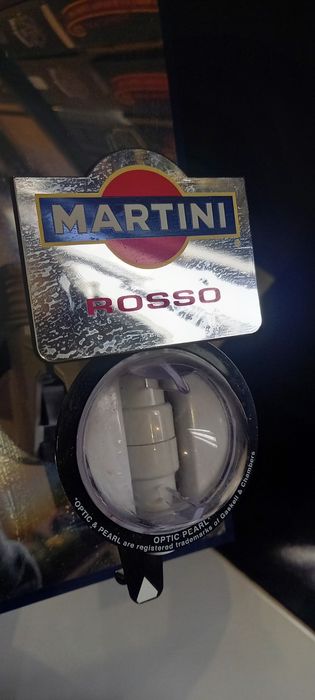 MARTINI
ROSSO
OPTIC PEARL
"OPTIC & PEARL are registered trademarks of Gaskell & Chambers